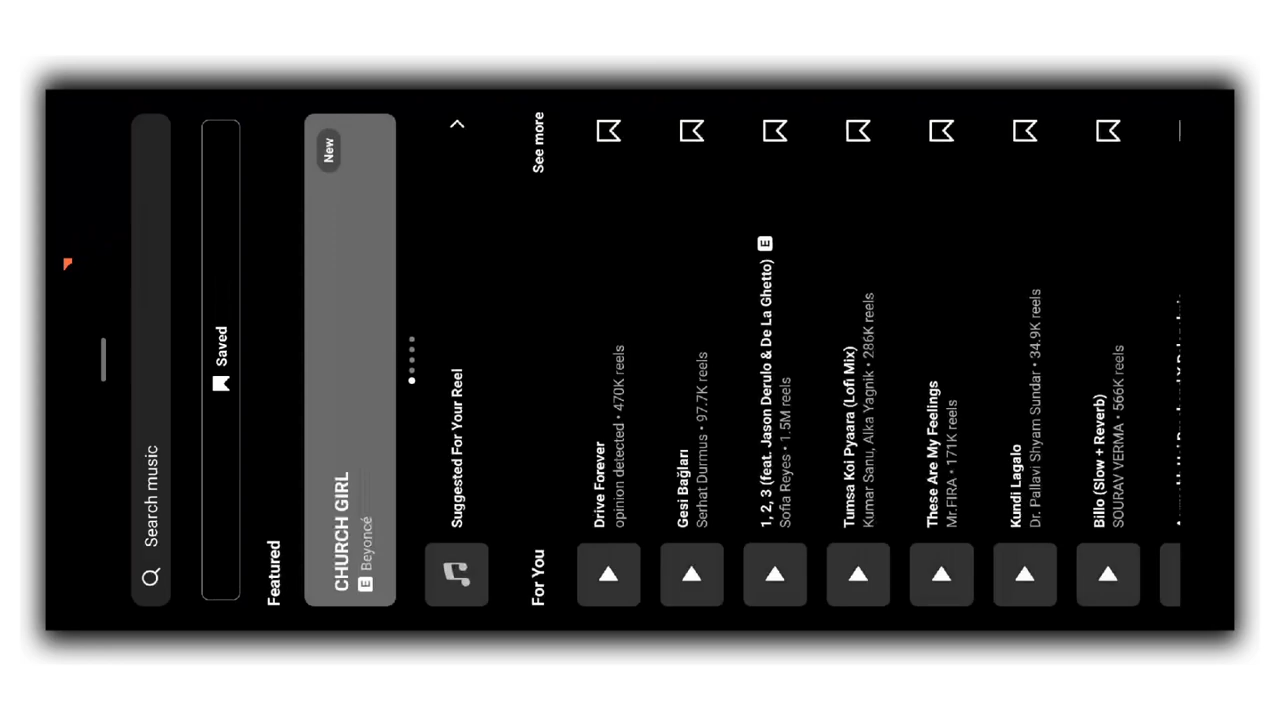 Search music
Saved
Featured
CHURCH GIRL
New
E Beyoncé
Suggested For Your Reel
For You
See more
Drive Forever
opinion detected • 470K reels
Gesi Bağları
Serhat Durmus • 97.7K reels
1, 2, 3 (feat. Jason Derulo & De La Ghetto) E
Sofia Reyes • 1.5M reels
Tumsa Koi Pyaara (Lofi Mix)
Kumar Sanu, Alka Yagnik • 286K reels
These Are My Feelings
Mr.FIRA • 171K reels
Kundi Lagalo
Dr. Pallavi Shyam Sundar • 34.9K reels
Billo (Slow + Reverb)
SOURAV VERMA • 566K reels